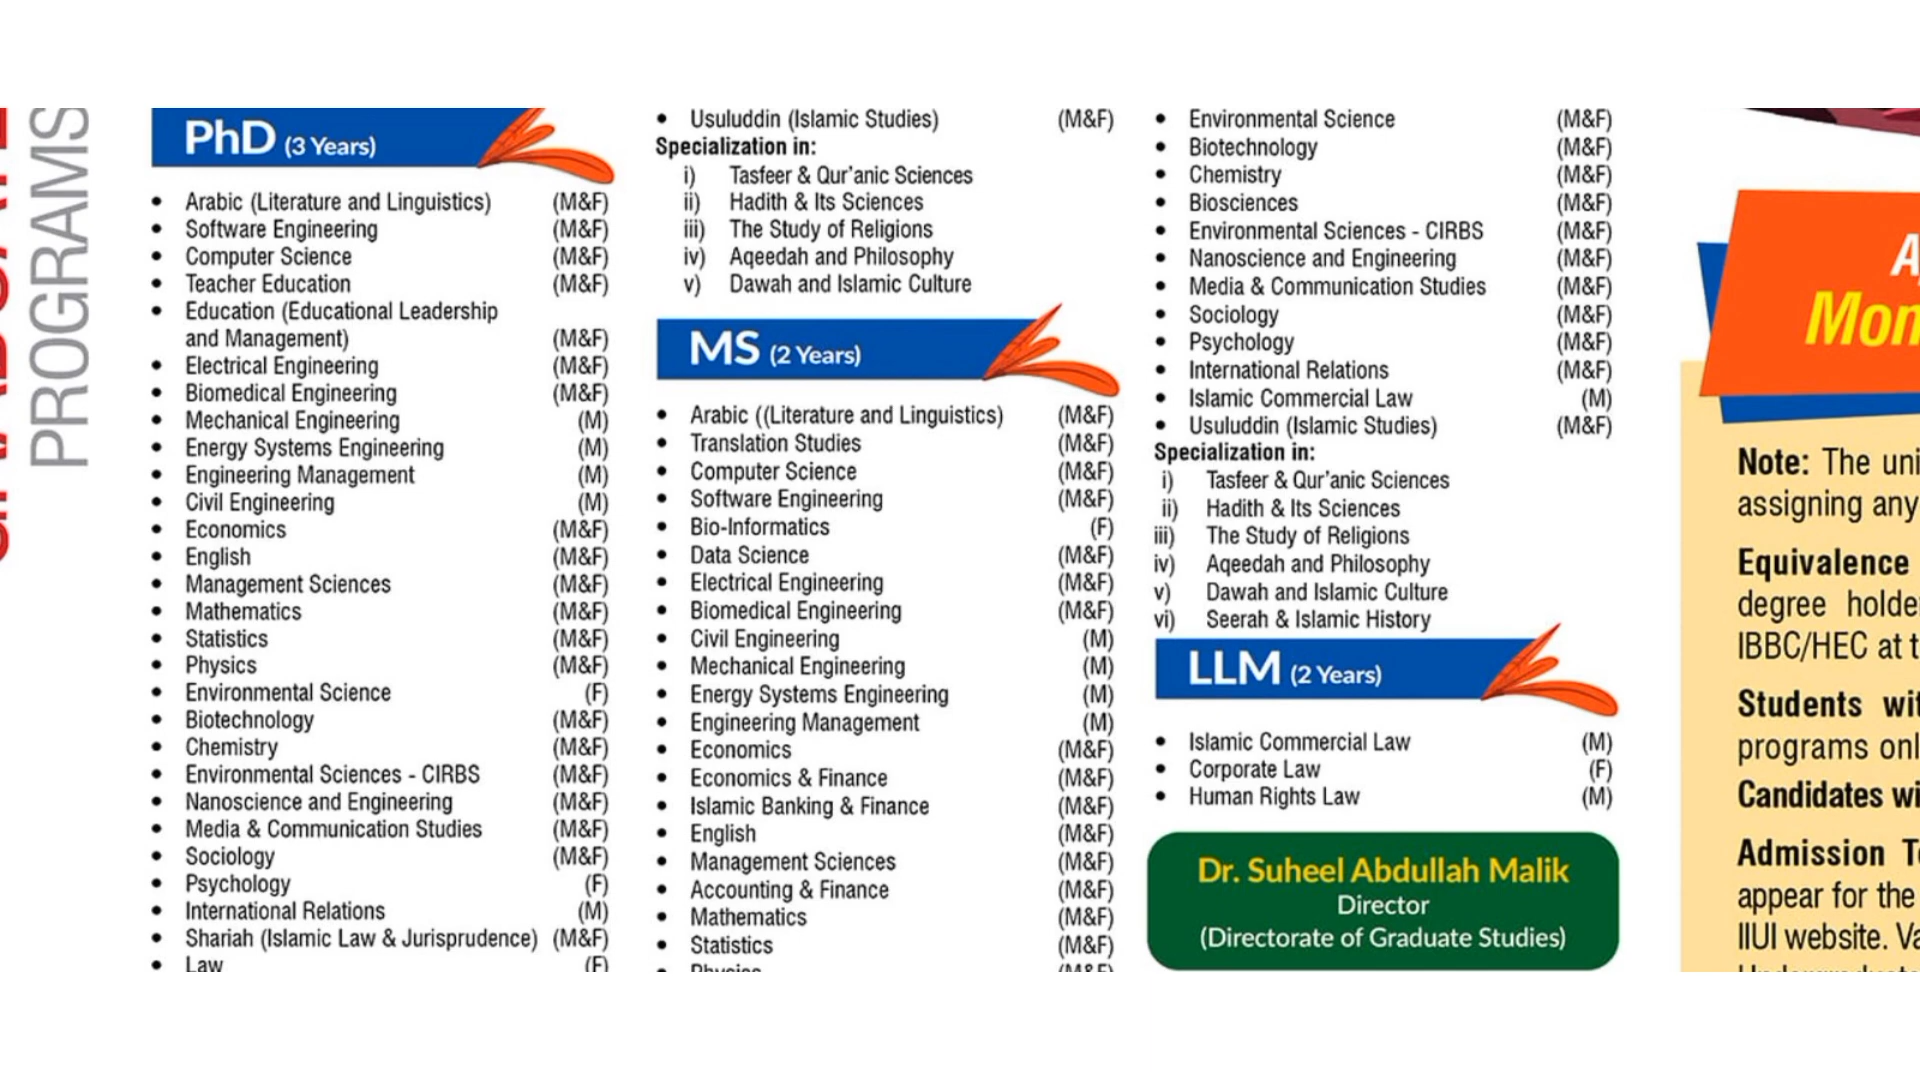 PROGRAMS
PhD (3 Years)
• Arabic (Literature and Linguistics) (M&F)
• Software Engineering (M&F)
• Computer Science (M&F)
• Teacher Education (M&F)
• Education (Educational Leadership
and Management) (M&F)
• Electrical Engineering (M&F)
• Biomedical Engineering (M&F)
• Mechanical Engineering (M)
• Energy Systems Engineering (M)
• Engineering Management (M)
• Civil Engineering (M)
• Economics (M&F)
• English (M&F)
• Management Sciences (M&F)
• Mathematics (M&F)
• Statistics (M&F)
• Physics (M&F)
• Environmental Science (F)
• Biotechnology (M&F)
• Chemistry (M&F)
• Environmental Sciences - CIRBS (M&F)
• Nanoscience and Engineering (M&F)
• Media & Communication Studies (M&F)
• Sociology (M&F)
• Psychology (F)
• International Relations (M)
• Shariah (Islamic Law & Jurisprudence) (M&F)
• Law (F)
• Usuluddin (Islamic Studies) (M&F)
Specialization in:
i) Tasfeer & Qur'anic Sciences
ii) Hadith & Its Sciences
iii) The Study of Religions
iv) Aqeedah and Philosophy
v) Dawah and Islamic Culture
MS (2 Years)
• Arabic ((Literature and Linguistics) (M&F)
• Translation Studies (M&F)
• Computer Science (M&F)
• Software Engineering (M&F)
• Bio-Informatics (F)
• Data Science (M&F)
• Electrical Engineering (M&F)
• Biomedical Engineering (M&F)
• Civil Engineering (M)
• Mechanical Engineering (M)
• Energy Systems Engineering (M)
• Engineering Management (M)
• Economics (M&F)
• Economics & Finance (M&F)
• Islamic Banking & Finance (M&F)
• English (M&F)
• Management Sciences (M&F)
• Accounting & Finance (M&F)
• Mathematics (M&F)
• Statistics (M&F)
• Physics (M&F)
• Environmental Science (M&F)
• Biotechnology (M&F)
• Chemistry (M&F)
• Biosciences (M&F)
• Environmental Sciences - CIRBS (M&F)
• Nanoscience and Engineering (M&F)
• Media & Communication Studies (M&F)
• Sociology (M&F)
• Psychology (M&F)
• International Relations (M&F)
• Islamic Commercial Law (M)
• Usuluddin (Islamic Studies) (M&F)
Specialization in:
i) Tasfeer & Qur'anic Sciences
ii) Hadith & Its Sciences
iii) The Study of Religions
iv) Aqeedah and Philosophy
v) Dawah and Islamic Culture
vi) Seerah & Islamic History
LLM (2 Years)
• Islamic Commercial Law (M)
• Corporate Law (F)
• Human Rights Law (M)
Dr. Suheel Abdullah Malik
Director
(Directorate of Graduate Studies)
Mon
Note: The uni
assigning any
Equivalence
degree holde
IBBC/HEC at t
Students wit
programs onl
Candidates wi
Admission Te
appear for the
IIUI website. Va